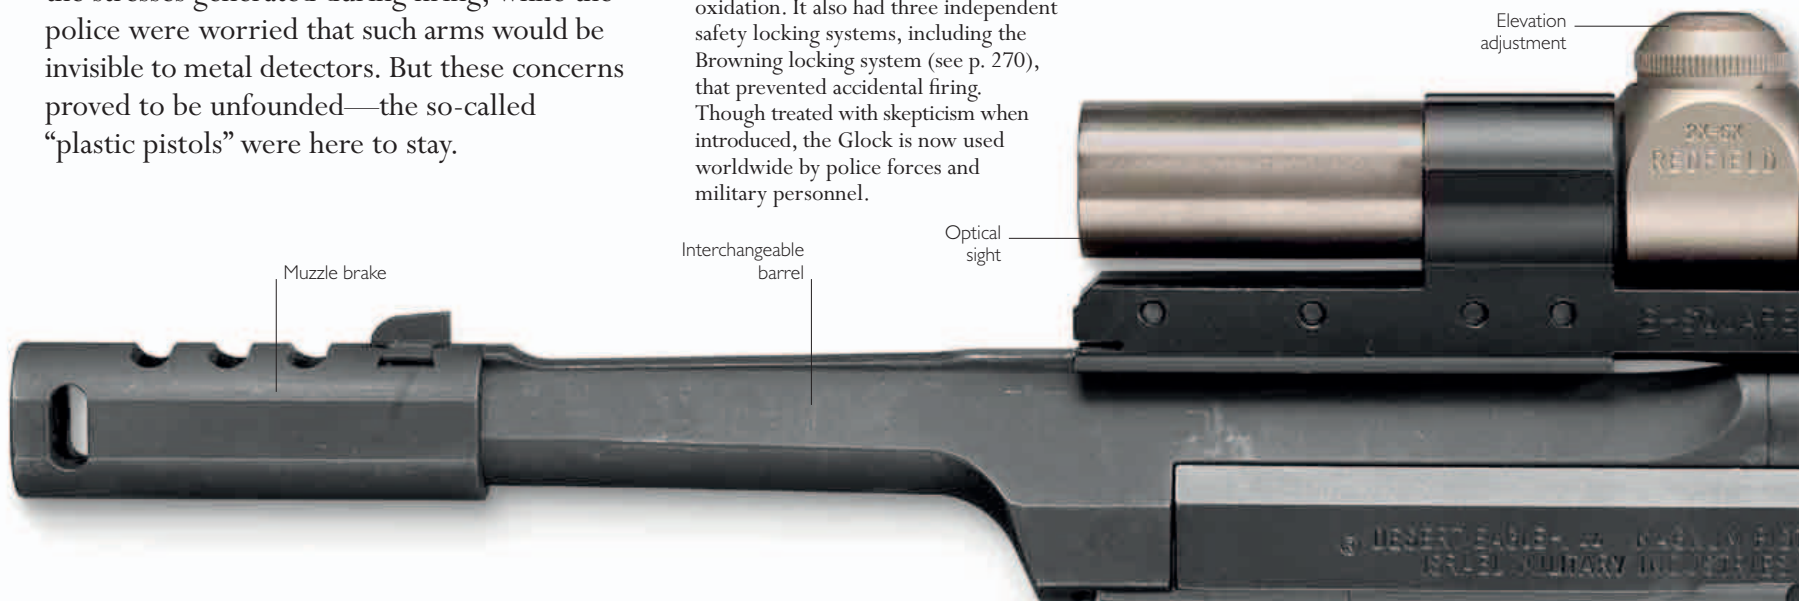 the stresses generated during firing, while the
police were worried that such arms would be
invisible to metal detectors. But these concerns
proved to be unfounded—the so-called
“plastic pistols” were here to stay.
oxidation. It also had three independent
safety locking systems, including the
Browning locking system (see p. 270),
that prevented accidental firing.
Though treated with skepticism when
introduced, the Glock is now used
worldwide by police forces and
military personnel.
Elevation
adjustment
Optical
sight
Interchangeable
barrel
Muzzle brake
REDFIELD
DESERT EAGLE
ISRAEL MILITARY INDUSTRIES